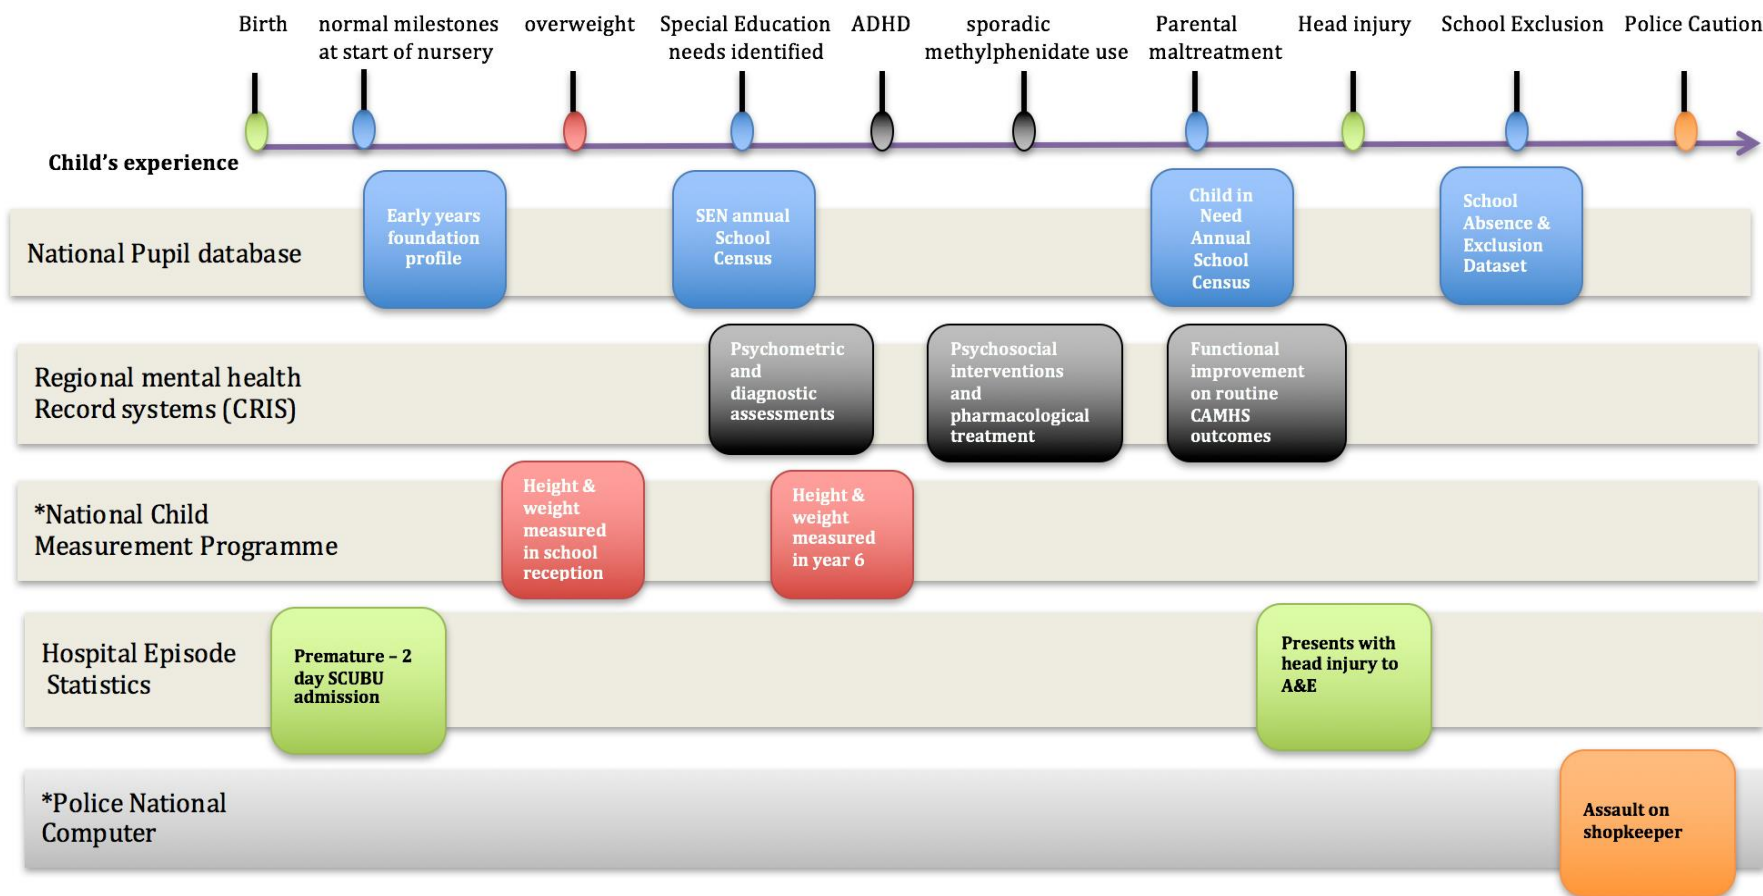 Birth
normal milestones
at start of nursery
overweight
Special Education
needs identified
ADHD
sporadic
methylphenidate use
Parental
maltreatment
Head injury
School Exclusion
Police Caution
Child's experience
National Pupil database
Early years
foundation
profile
SEN annual
School
Census
Child in
Need
Annual
School
Census
School
Absence &
Exclusion
Dataset
Regional mental health
Record systems (CRIS)
Psychometric
and
diagnostic
assessments
Psychosocial
interventions
and
pharmacological
treatment
Functional
improvement
on routine
CAMHS
outcomes
*National Child
Measurement Programme
Height &
weight
measured
in school
reception
Height &
weight
measured
in year 6
Hospital Episode
Statistics
Premature – 2
day SCUBU
admission
Presents with
head injury to
A&E
*Police National
Computer
Assault on
shopkeeper